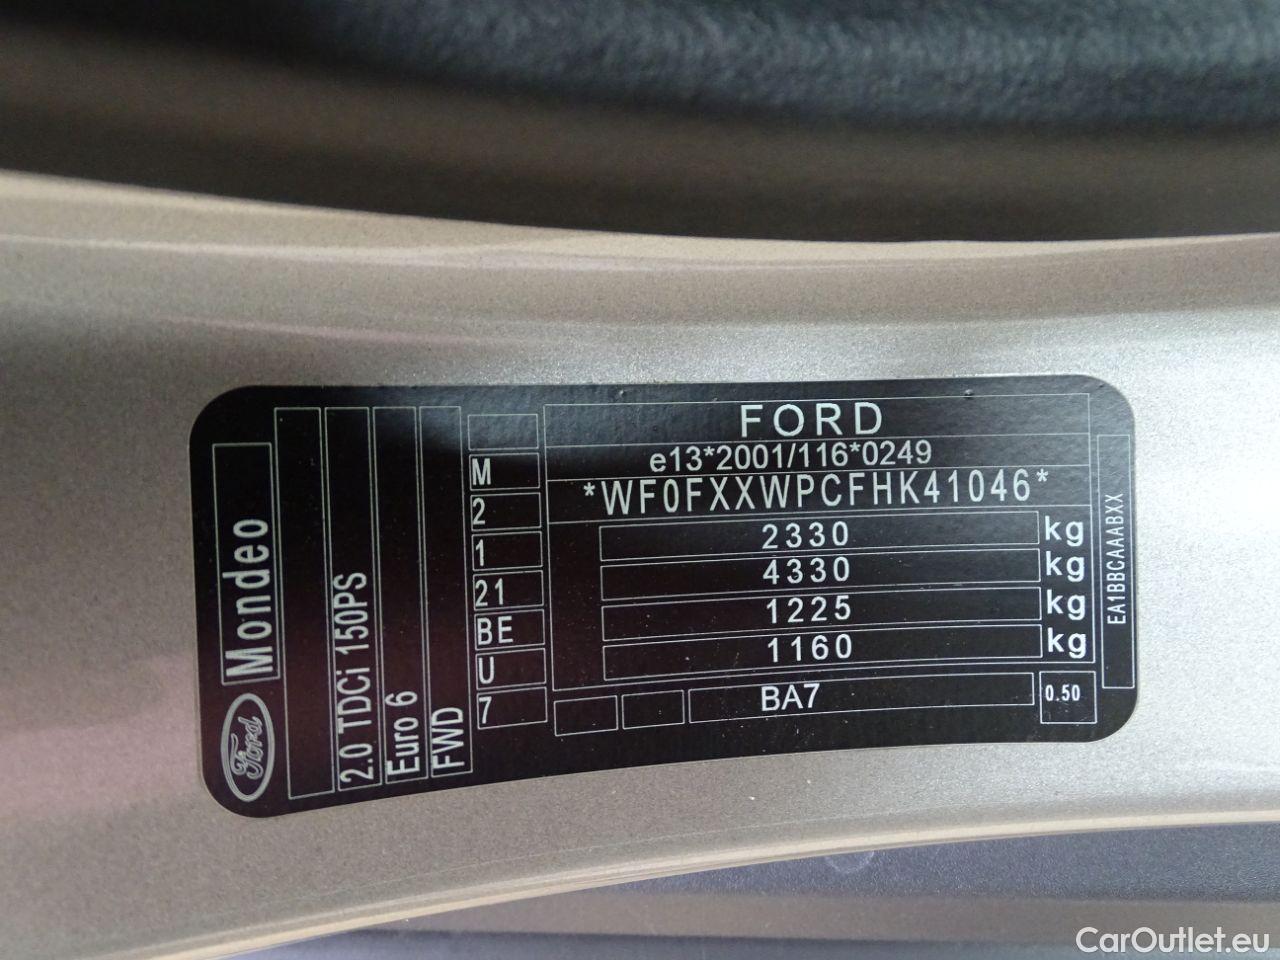 FORD
e13*2001/116*0249
*WF0FXXWPCFHK41046*
2330 kg
4330 kg
1225 kg
1160 kg
BA7
0.50
EA1BBCAAABXX
M
2
1
21
BE
U
7
FWD
Euro 6
2.0 TDCi 150PS
Ford
Mondeo
CarOutlet.eu